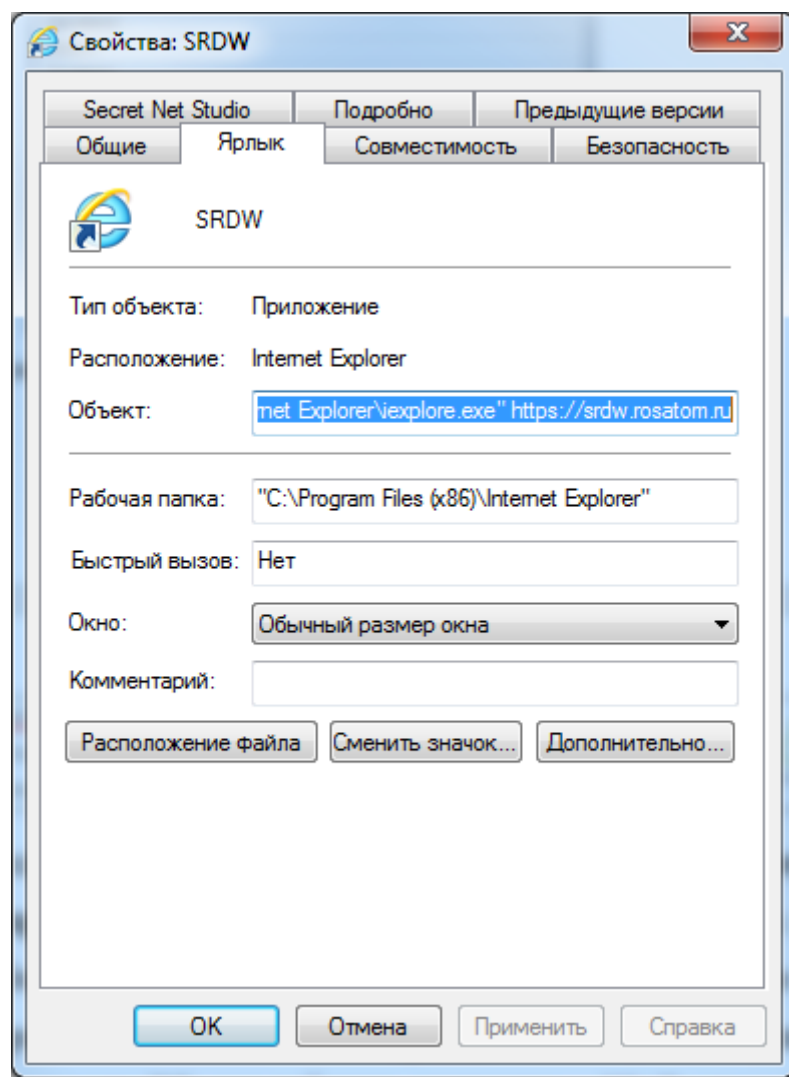 Свойства: SRDW
Secret Net Studio Подробно Предыдущие версии
Общие Ярлык Совместимость Безопасность
SRDW
Тип объекта: Приложение
Расположение: Internet Explorer
Объект: rnet Explorer\iexplore.exe" https://srdw.rosatom.ru
Рабочая папка: "C:\Program Files (x86)\Internet Explorer"
Быстрый вызов: Нет
Окно: Обычный размер окна
Комментарий:
Расположение файла Сменить значок... Дополнительно...
OK Отмена Применить Справка